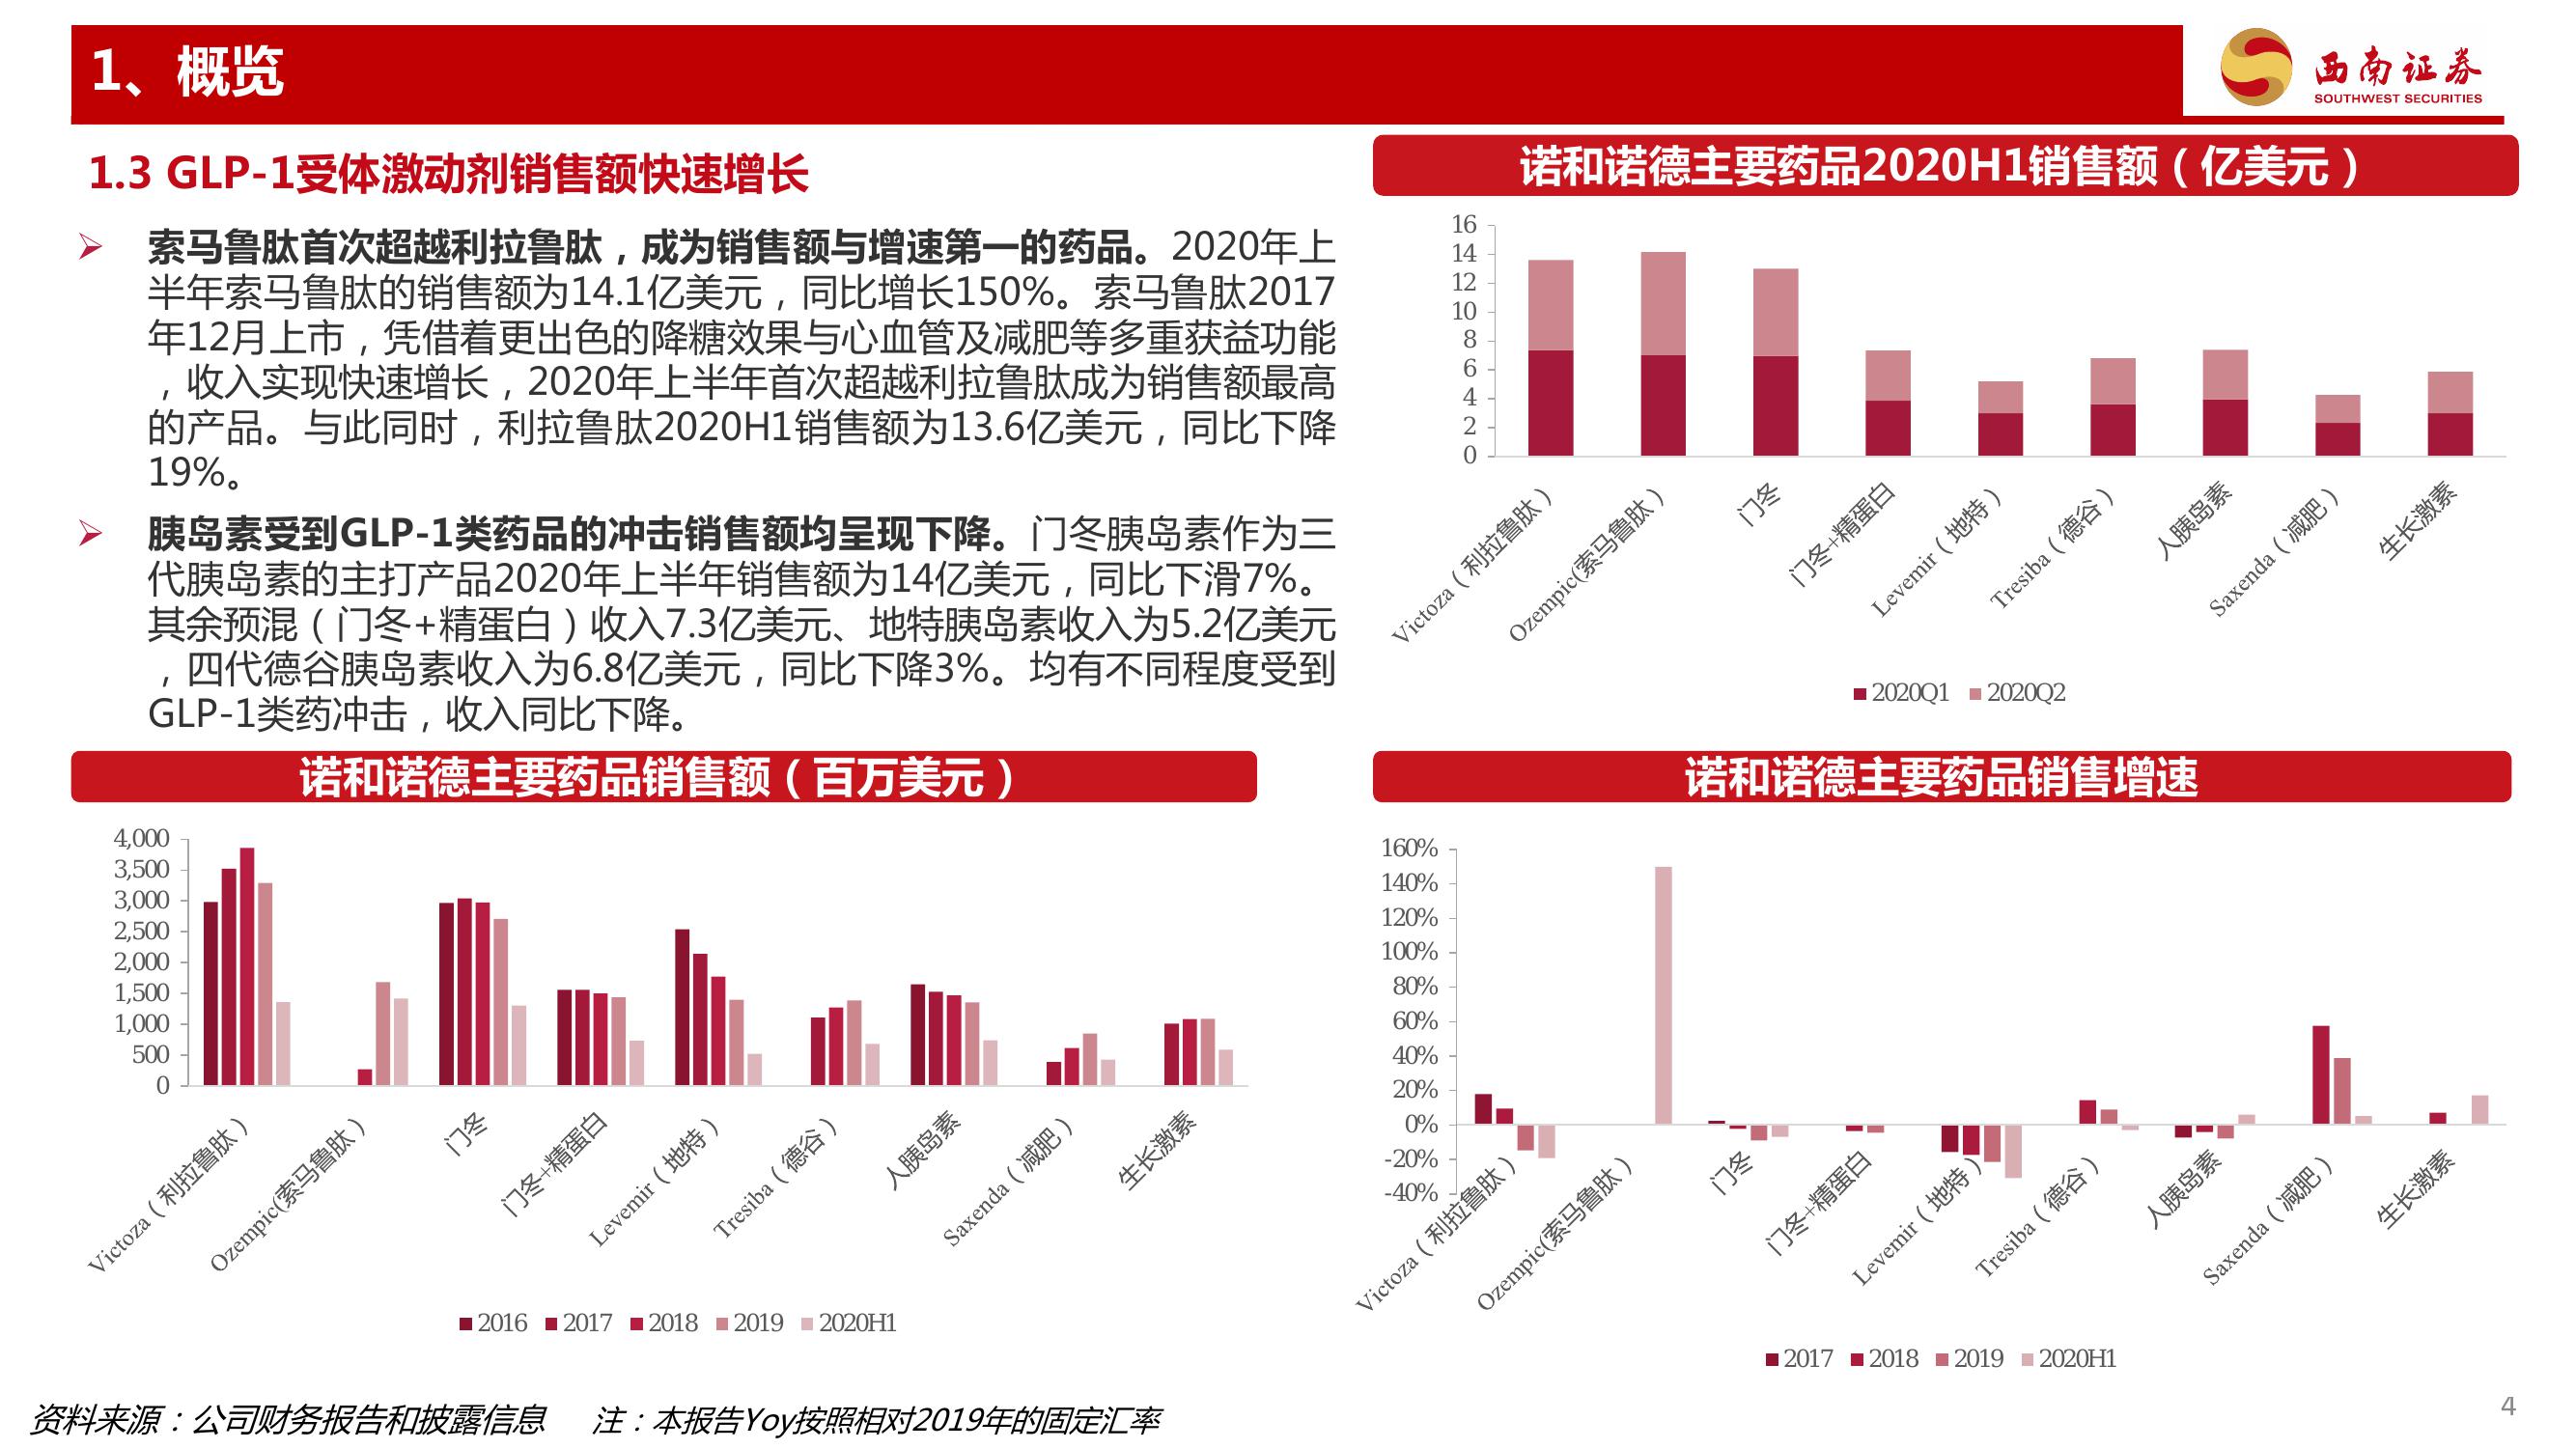 1、概览
西南证券
SOUTHWEST SECURITIES
1.3 GLP-1受体激动剂销售额快速增长
索马鲁肽首次超越利拉鲁肽，成为销售额与增速第一的药品。2020年上
半年索马鲁肽的销售额为14.1亿美元，同比增长150%。索马鲁肽2017
年12月上市，凭借着更出色的降糖效果与心血管及减肥等多重获益功能
，收入实现快速增长，2020年上半年首次超越利拉鲁肽成为销售额最高
的产品。与此同时，利拉鲁肽2020H1销售额为13.6亿美元，同比下降
19%。
胰岛素受到GLP-1类药品的冲击销售额均呈现下降。门冬胰岛素作为三
代胰岛素的主打产品2020年上半年销售额为14亿美元，同比下滑7%。
其余预混（门冬+精蛋白）收入7.3亿美元、地特胰岛素收入为5.2亿美元
，四代德谷胰岛素收入为6.8亿美元，同比下降3%。均有不同程度受到
GLP-1类药冲击，收入同比下降。
诺和诺德主要药品2020H1销售额（亿美元）
16
14
12
10
8
6
4
2
0
Victoza（利拉鲁肽）
Ozempic(索马鲁肽）
门冬
门冬+精蛋白
Levemir（地特）
Tresiba（德谷）
人胰岛素
Saxenda（减肥）
生长激素
2020Q1 2020Q2
诺和诺德主要药品销售额（百万美元）
4,000
3,500
3,000
2,500
2,000
1,500
1,000
500
0
Victoza（利拉鲁肽）
Ozempic(索马鲁肽）
门冬
门冬+精蛋白
Levemir（地特）
Tresiba（德谷）
人胰岛素
Saxenda（减肥）
生长激素
2016 2017 2018 2019 2020H1
诺和诺德主要药品销售增速
160%
140%
120%
100%
80%
60%
40%
20%
0%
-20%
-40%
Victoza（利拉鲁肽）
Ozempic(索马鲁肽）
门冬
门冬+精蛋白
Levemir（地特）
Tresiba（德谷）
人胰岛素
Saxenda（减肥）
生长激素
2017 2018 2019 2020H1
资料来源：公司财务报告和披露信息 注：本报告Yoy按照相对2019年的固定汇率
4